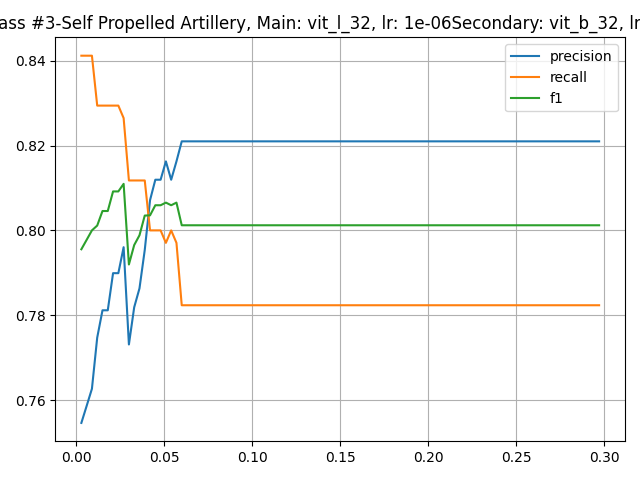 ass #3-Self Propelled Artillery, Main: vit_l_32, lr: 1e-06Secondary: vit_b_32, lr
precision
recall
f1
0.84
0.82
0.80
0.78
0.76
0.00 0.05 0.10 0.15 0.20 0.25 0.30